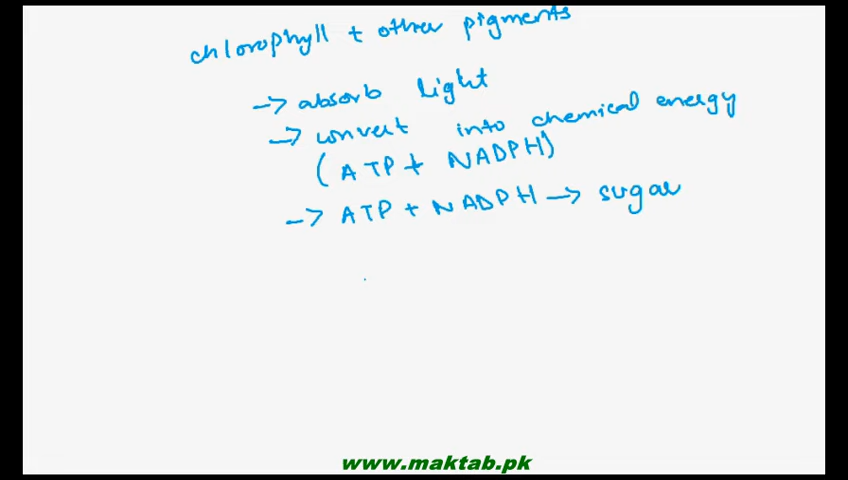 chlorophyll + other pigments
→ absorb light
→ convert into chemical energy
(ATP + NADPH)
→ ATP + NADPH → sugar
www.maktab.pk